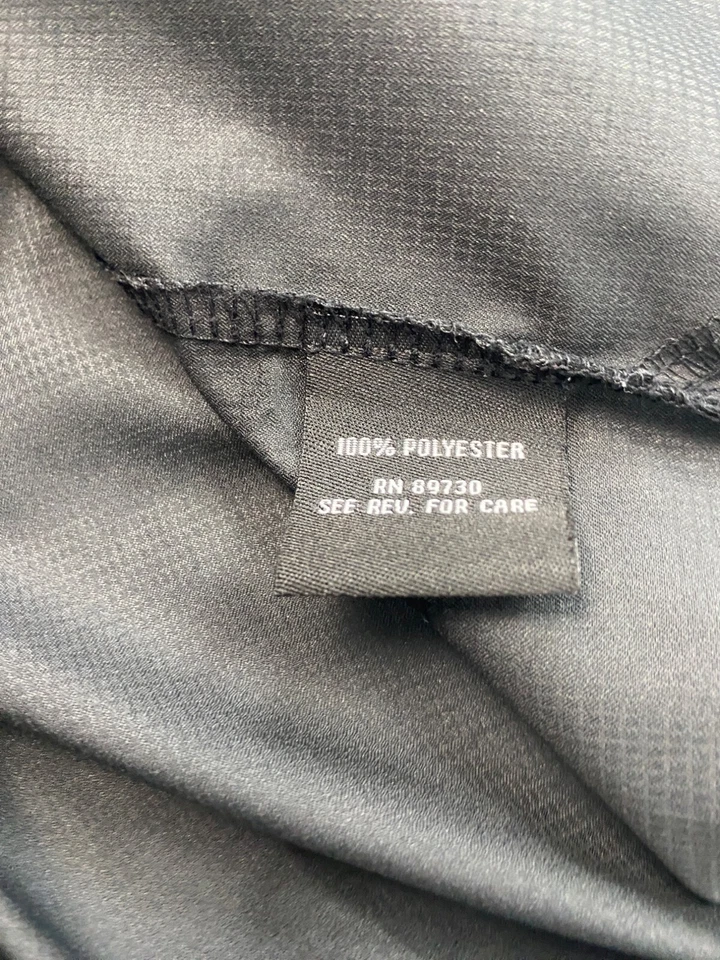 100% POLYESTER
RN 89730
SEE REV. FOR CARE